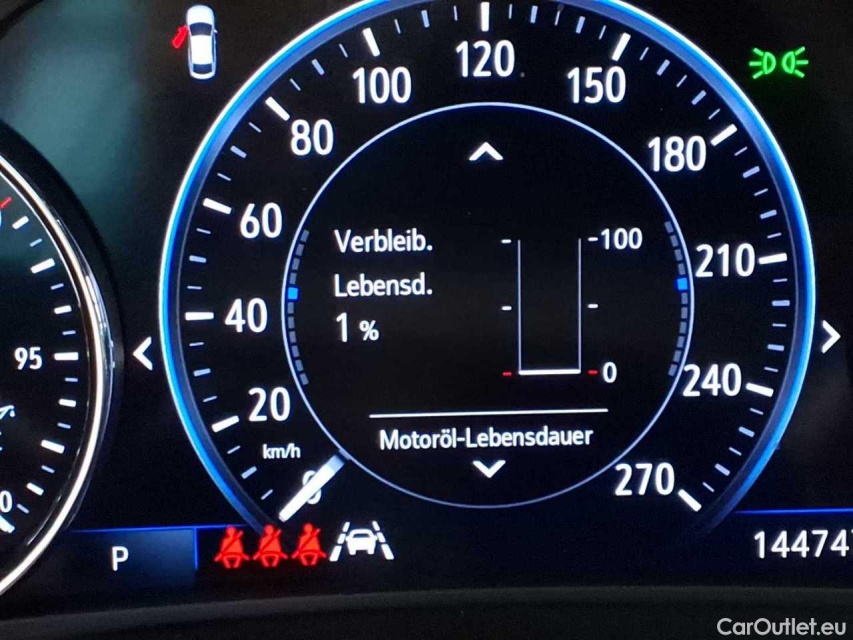 120
100
150
80
180
Verbleib.
100
60
210
Lebensd.
1 %
40
95
0
240
20
Motoröl-Lebensdauer
km/h
270
P
CarOutlet.eu